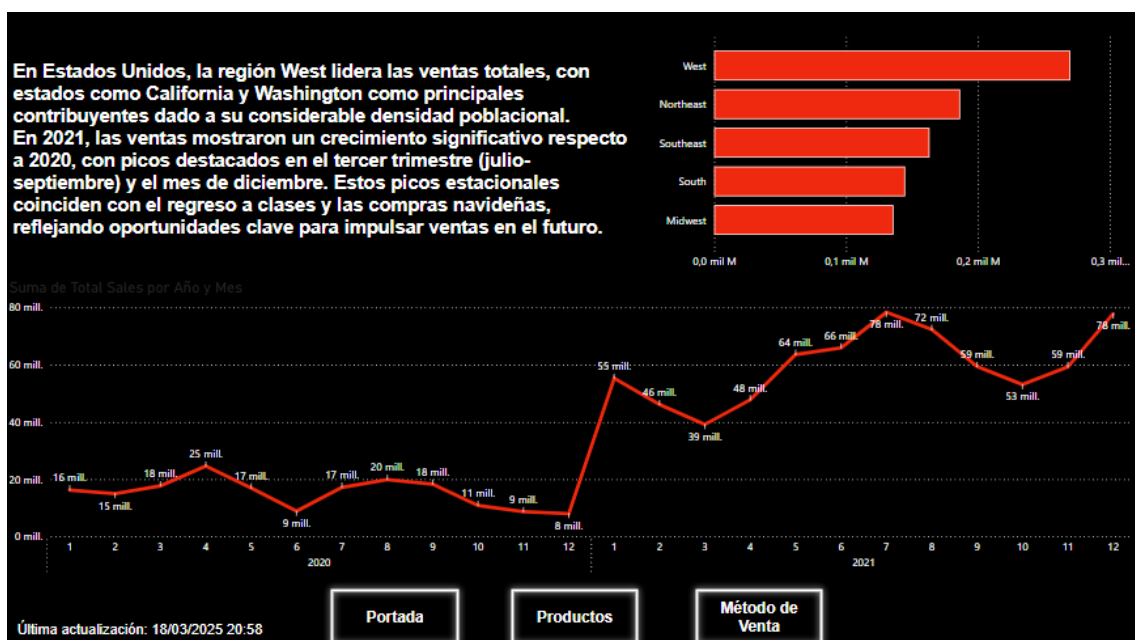 En Estados Unidos, la región West lidera las ventas totales, con
estados como California y Washington como principales
contribuyentes dado a su considerable densidad poblacional.
En 2021, las ventas mostraron un crecimiento significativo respecto
a 2020, con picos destacados en el tercer trimestre (julio-
septiembre) y el mes de diciembre. Estos picos estacionales
coinciden con el regreso a clases y las compras navideñas,
reflejando oportunidades clave para impulsar ventas en el futuro.
West
Northeast
Southeast
South
Midwest
0,0 mil M 0,1 mil M 0,2 mil M 0,3 mil...
Suma de Total Sales por Año y Mes
80 mill.
60 mill.
40 mill.
20 mill.
0 mill.
16 mill.
15 mill.
18 mill.
25 mill.
17 mill.
9 mill.
17 mill.
20 mill.
18 mill.
11 mill.
9 mill.
8 mill.
55 mill.
46 mill.
39 mill.
48 mill.
64 mill.
66 mill.
78 mill.
72 mill.
59 mill.
53 mill.
59 mill.
78 mill.
1 2 3 4 5 6 7 8 9 10 11 12 1 2 3 4 5 6 7 8 9 10 11 12
2020 2021
Portada
Productos
Método de
Venta
Última actualización: 18/03/2025 20:58